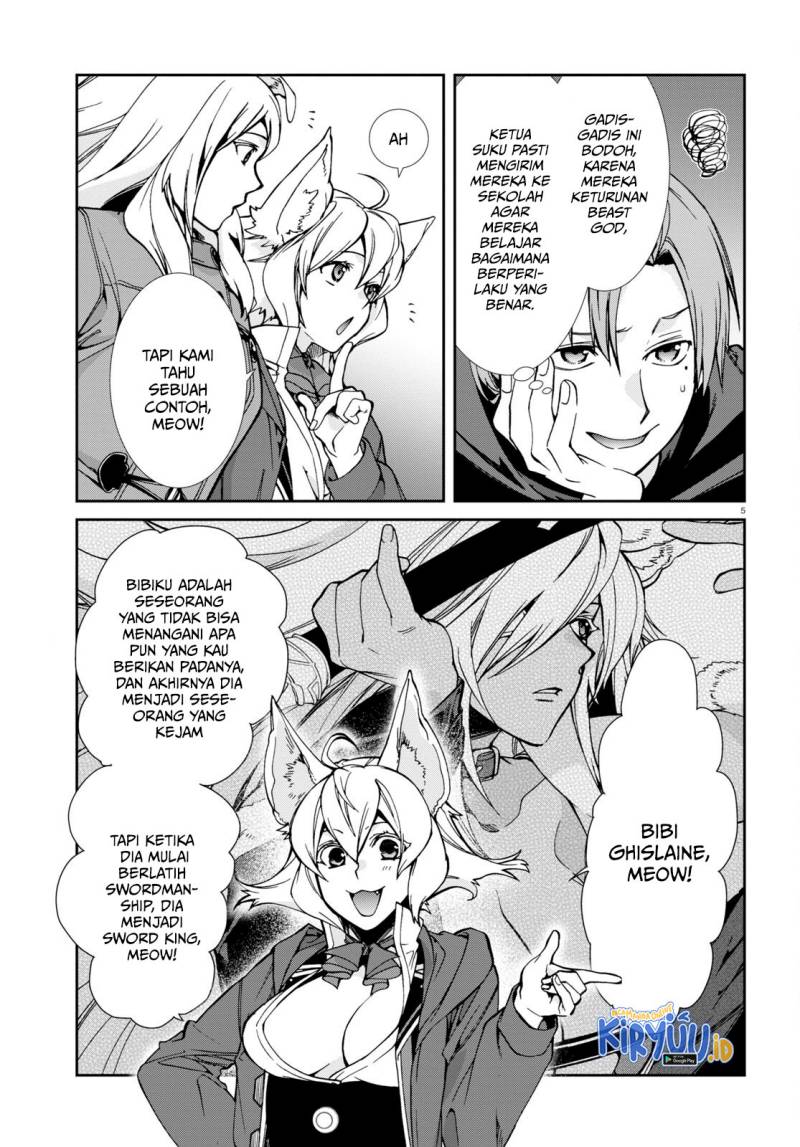 GADIS-
GADIS INI
BODOH,
KARENA
MEREKA
KETURUNAN
BEAST
GOD,
KETUA
SUKU PASTI
MENGIRIM
MEREKA KE
SEKOLAH
AGAR
MEREKA
BELAJAR
BAGAIMANA
BERPERI-
LAKU YANG
BENAR.
AH
TAPI KAMI
TAHU
SEBUAH
CONTOH,
MEOW!
5
BIBI
GHISLAINE,
MEOW!
BIBIKU ADALAH
SESEORANG
YANG TIDAK BISA
MENANGANI APA
PUN YANG KAU
BERIKAN PADANYA,
DAN AKHIRNYA DIA
MENJADI SESE-
ORANG YANG
KEJAM
TAPI KETIKA
DIA MULAI
BERLATIH
SWORDMAN-
SHIP, DIA
MENJADI
SWORD KING,
MEOW!
KIRYUU.ID
Google Play